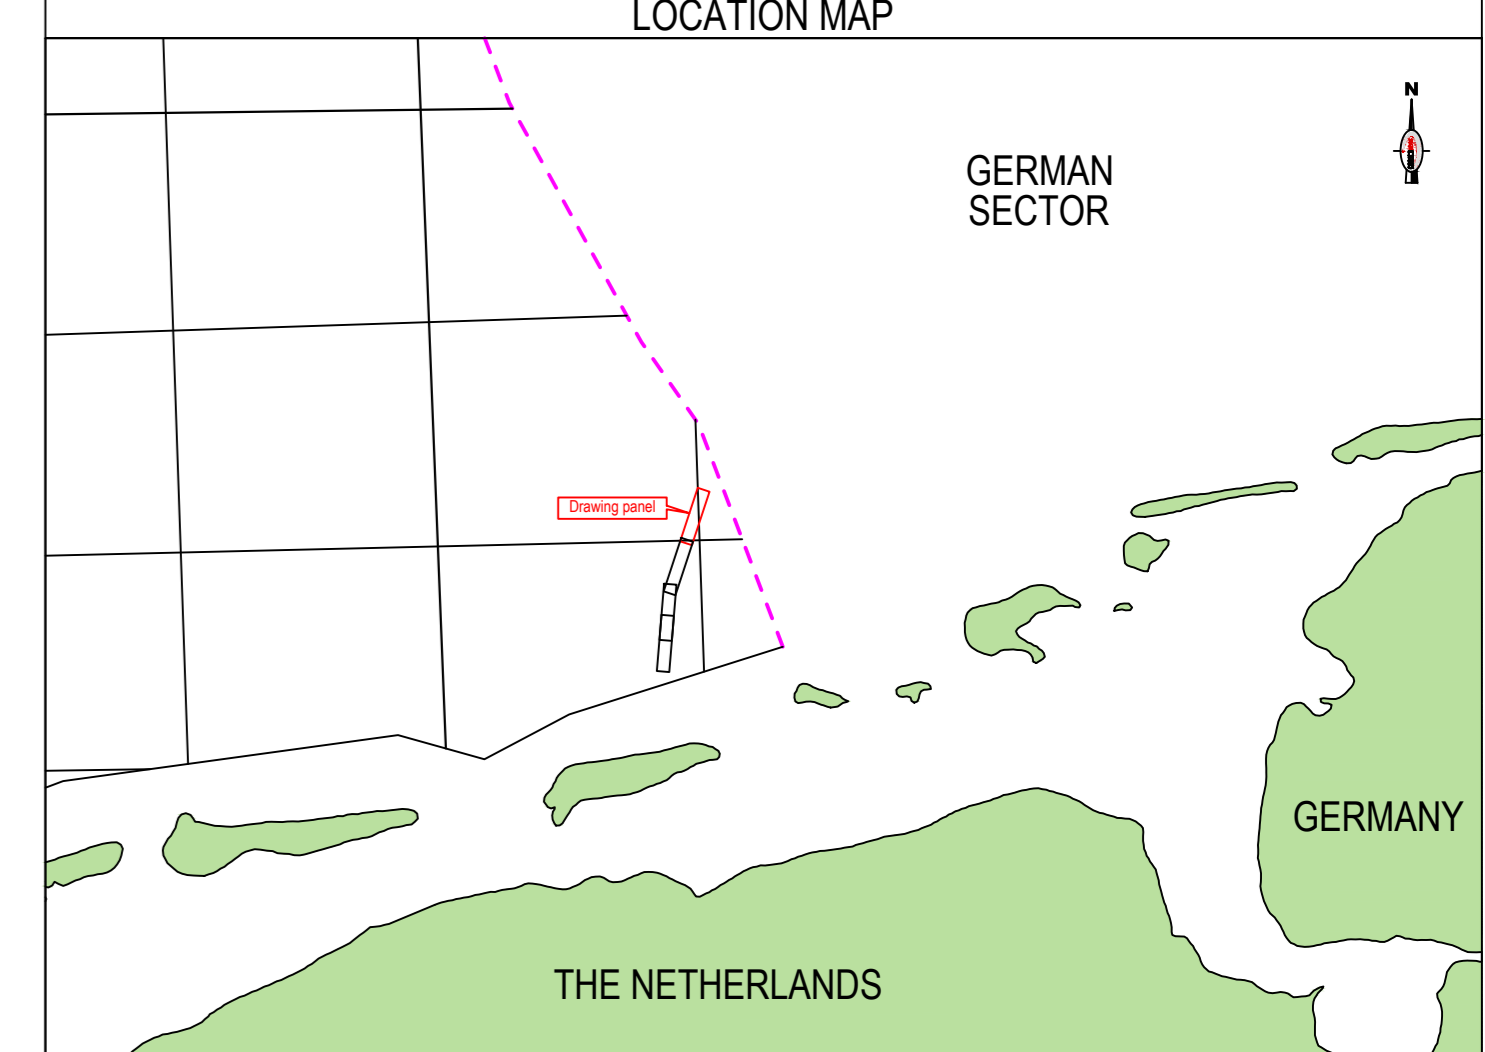 LOCATION MAP
N
GERMAN
SECTOR
Drawing panel
GERMANY
THE NETHERLANDS